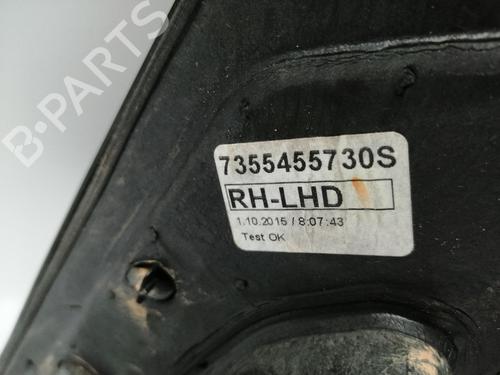 B-PARTS
7355455730S
RH-LHD
1.10.2015 / 8:07:43
Test OK